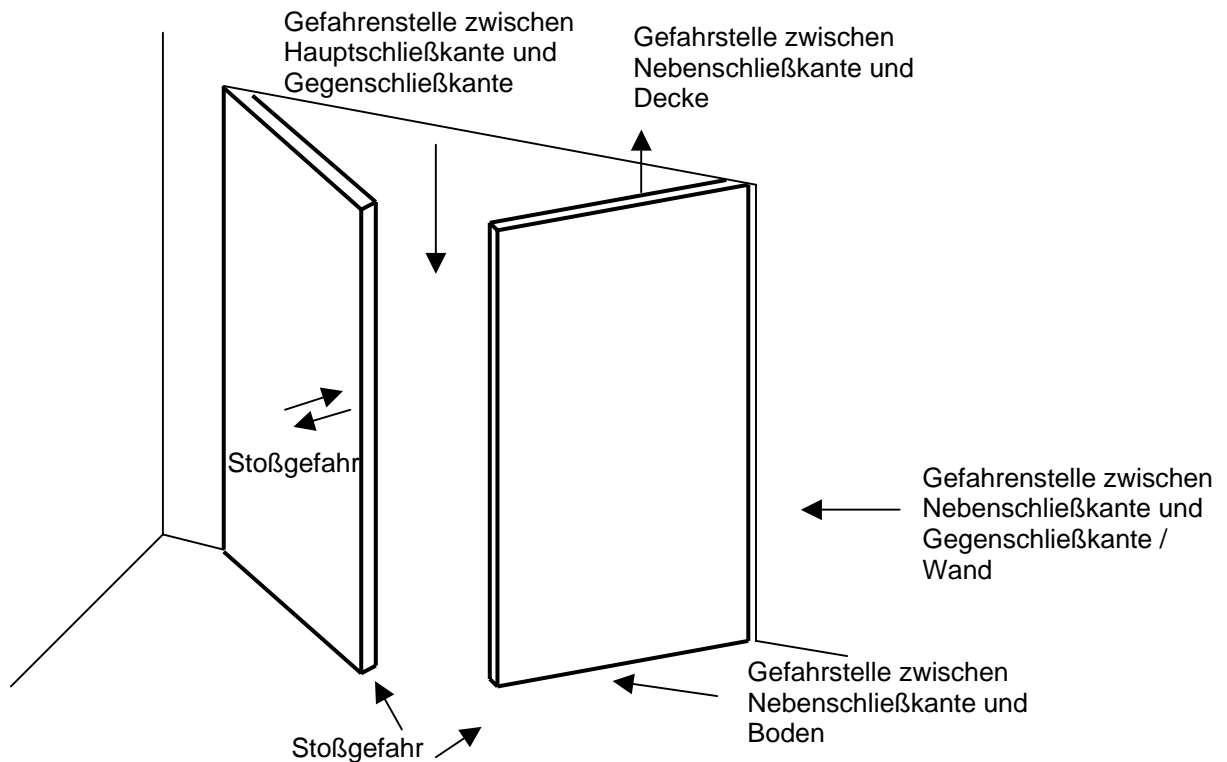 Gefahrenstelle zwischen
Hauptschließkante und
Gegenschließkante
Gefahrstelle zwischen
Nebenschließkante und
Decke
Stoßgefahr
Gefahrenstelle zwischen
Nebenschließkante und
Gegenschließkante /
Wand
Gefahrstelle zwischen
Nebenschließkante und
Boden
Stoßgefahr